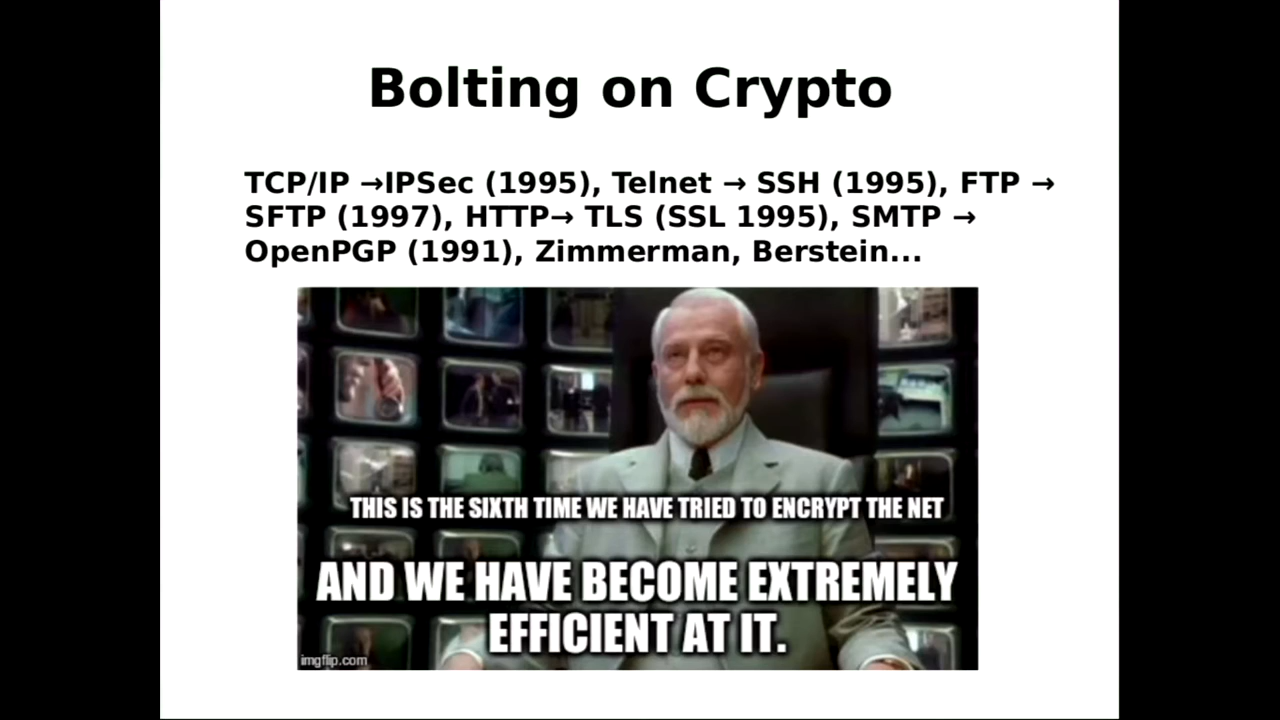 Bolting on Crypto
TCP/IP →IPSec (1995), Telnet → SSH (1995), FTP →
SFTP (1997), HTTP→ TLS (SSL 1995), SMTP →
OpenPGP (1991), Zimmerman, Berstein...
THIS IS THE SIXTH TIME WE HAVE TRIED TO ENCRYPT THE NET
AND WE HAVE BECOME EXTREMELY
EFFICIENT AT IT.
imgflip.com